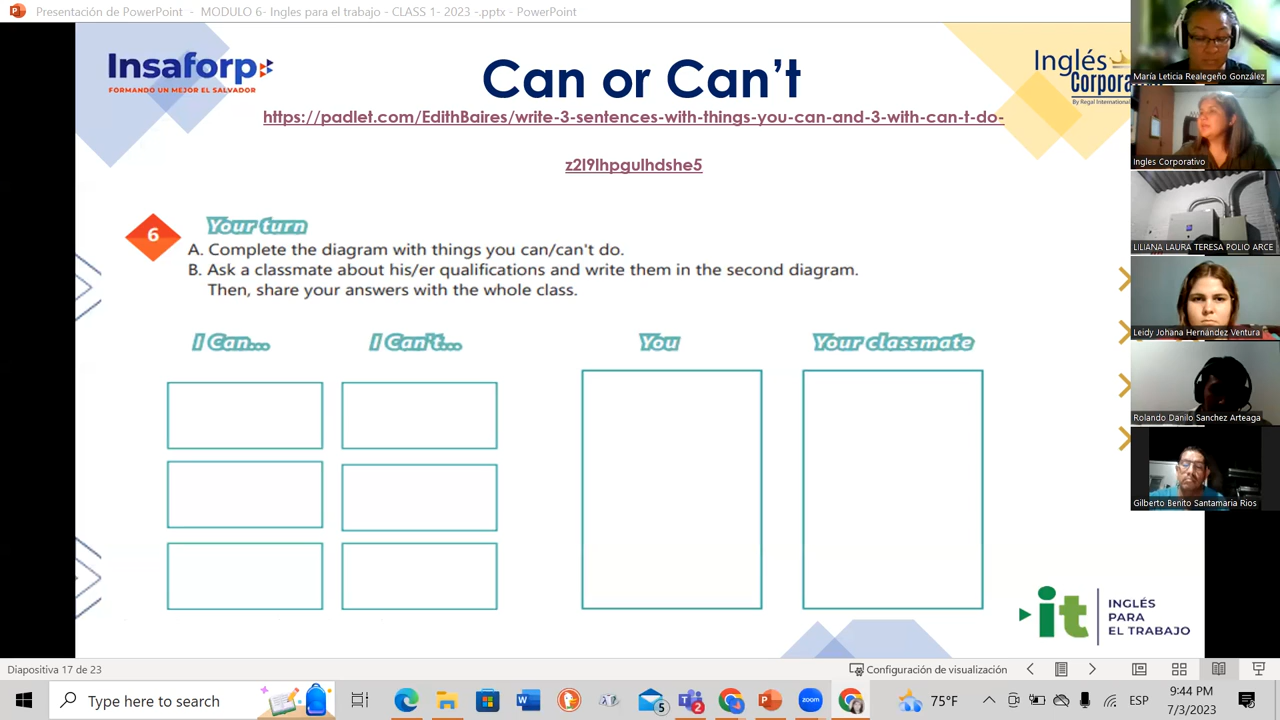 Presentación de PowerPoint - MODULO 6- Ingles para el trabajo - CLASS 1- 2023 -.pptx - PowerPoint
Insaforp
FORMANDO UN MEJOR EL SALVADOR
Can or Can't
Inglés
By Regal International
https://padlet.com/EdithBaires/write-3-sentences-with-things-you-can-and-3-with-can-t-do-
z2l9lhpgulhdshe5
6
Your turn
A. Complete the diagram with things you can/can't do.
B. Ask a classmate about his/er qualifications and write them in the second diagram.
Then, share your answers with the whole class.
I Can...
I Can't...
You
Your classmate
María Leticia Realegeño González
Ingles Corporativo
LILIANA LAURA TERESA POLIO ARCE
Leidy Johana Hernández Ventura
Rolando Danilo Sanchez Arteaga
Gilberto Benito Santamaria Rios
it
INGLÉS
PARA
EL TRABAJO
Diapositiva 17 de 23
Configuración de visualización
Type here to search
zoom
5
2
75°F
ESP
9:44 PM
7/3/2023